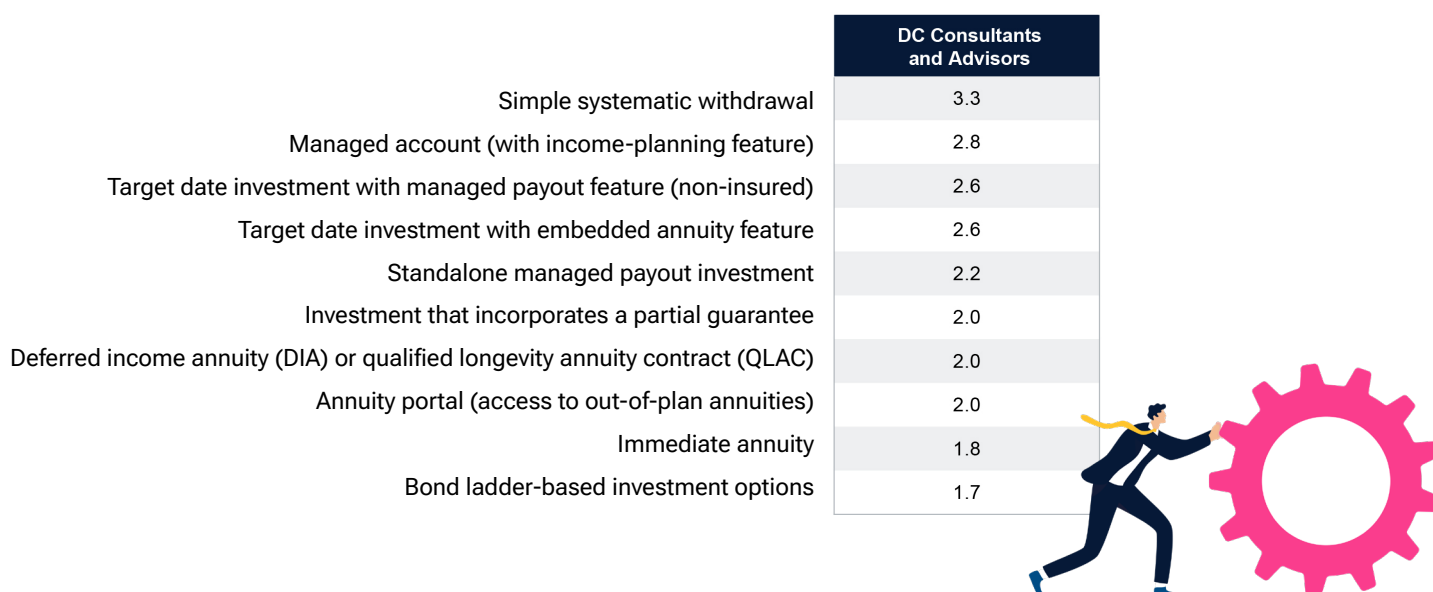 DC Consultants
and Advisors
Simple systematic withdrawal 3.3
Managed account (with income-planning feature) 2.8
Target date investment with managed payout feature (non-insured) 2.6
Target date investment with embedded annuity feature 2.6
Standalone managed payout investment 2.2
Investment that incorporates a partial guarantee 2.0
Deferred income annuity (DIA) or qualified longevity annuity contract (QLAC) 2.0
Annuity portal (access to out-of-plan annuities) 2.0
Immediate annuity 1.8
Bond ladder-based investment options 1.7